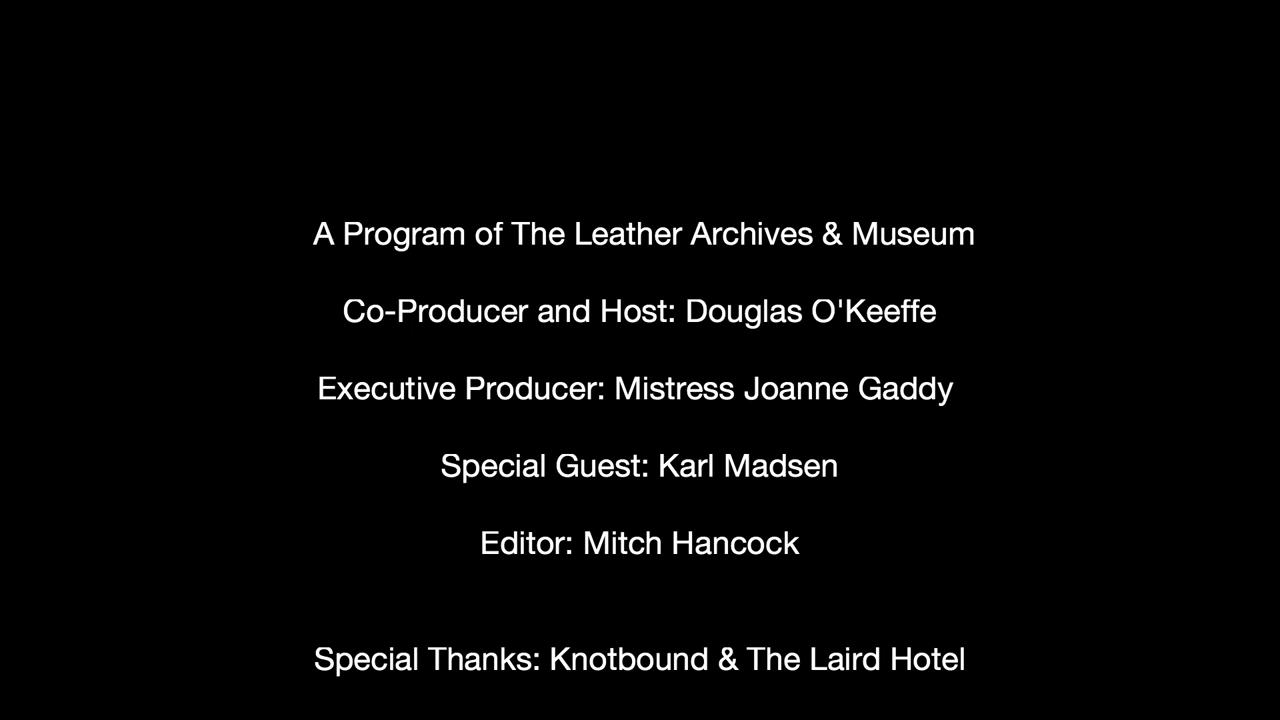 A Program of The Leather Archives & Museum
Co-Producer and Host: Douglas O'Keeffe
Executive Producer: Mistress Joanne Gaddy
Special Guest: Karl Madsen
Editor: Mitch Hancock
Special Thanks: Knotbound & The Laird Hotel